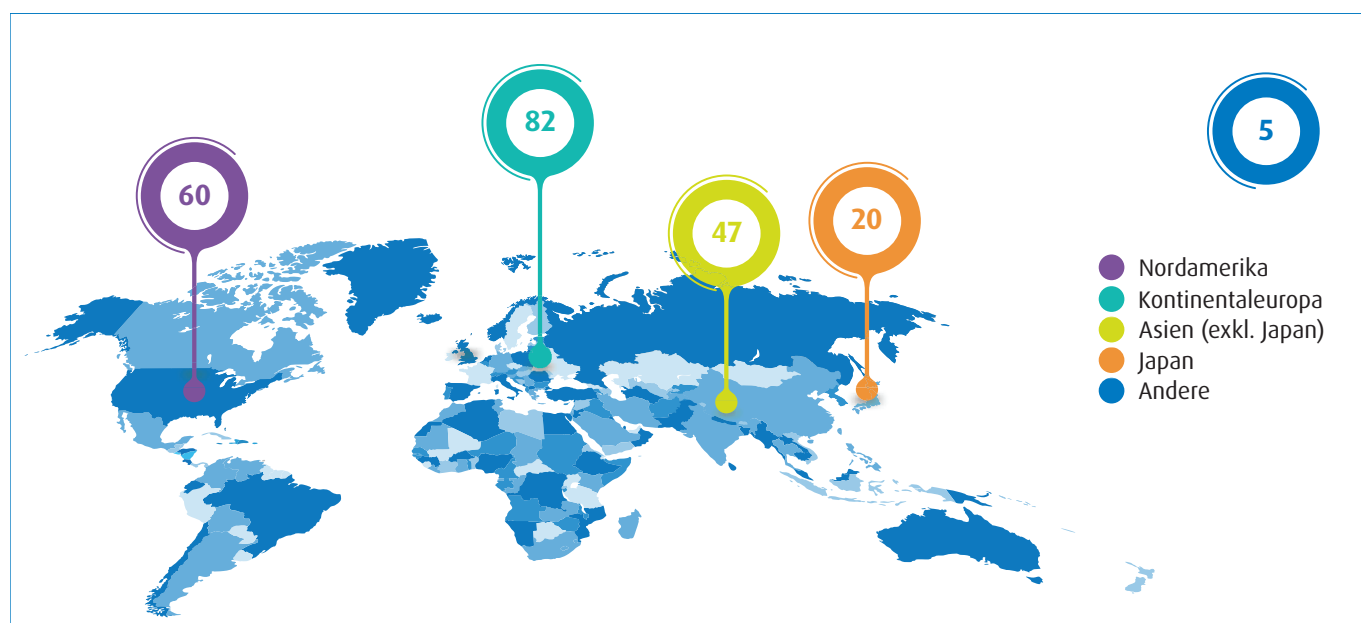 82
5
60
47
20
Nordamerika
Kontinentaleuropa
Asien (exkl. Japan)
Japan
Andere